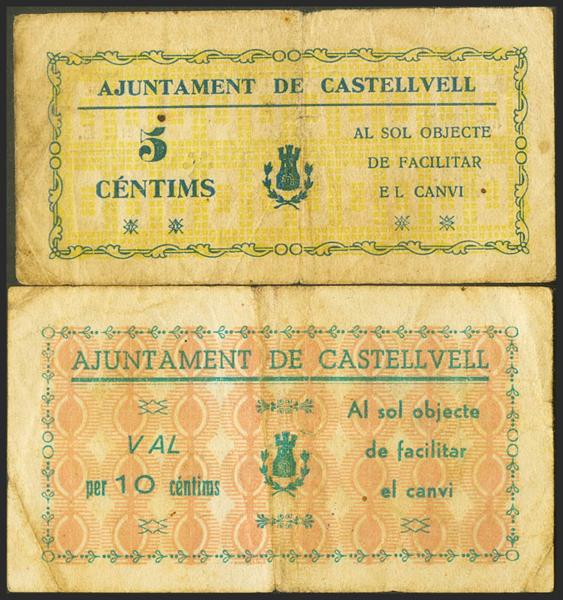 AJUNTAMENT DE CASTELLVELL
5
CÉNTIMS
AL SOL OBJECTE
DE FACILITAR
EL CANVI
AJUNTAMENT DE CASTELLVELL
VAL
per 10 céntims
Al sol objecte
de facilitar
el canvi